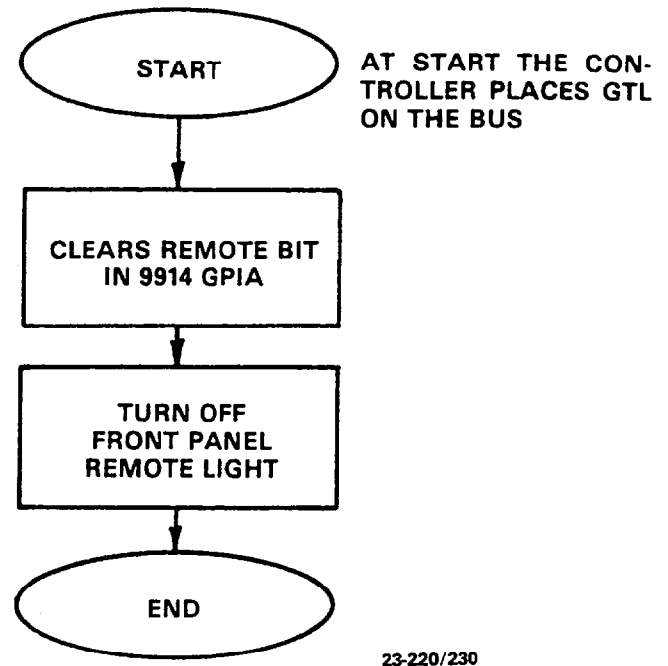 START
AT START THE CON-
TROLLER PLACES GTL
ON THE BUS
CLEARS REMOTE BIT
IN 9914 GPIA
TURN OFF
FRONT PANEL
REMOTE LIGHT
END
23-220/230